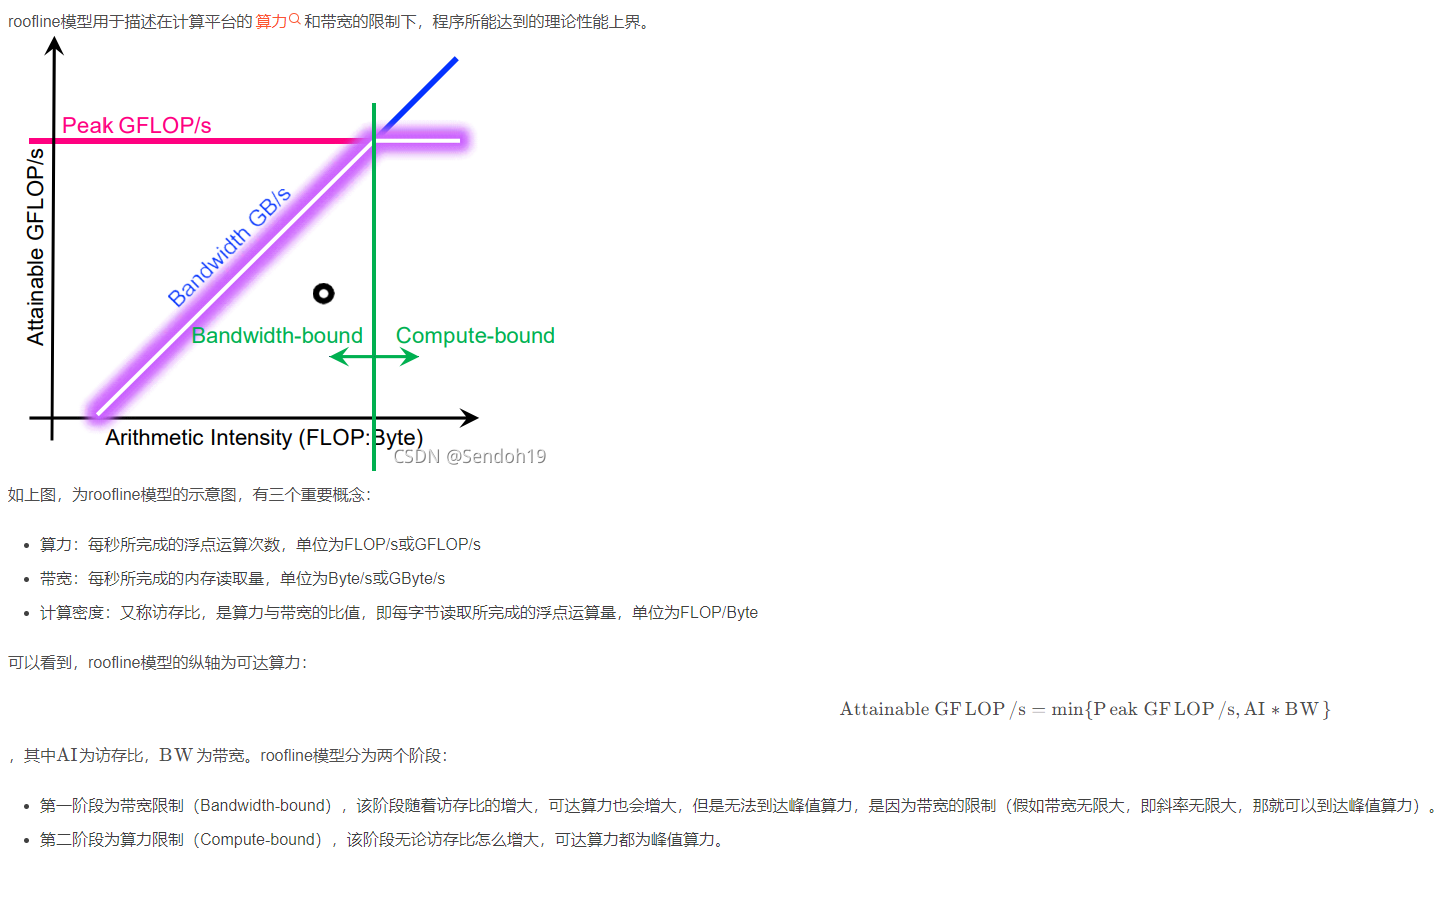 roofline模型用于描述在计算平台的 算力 和带宽的限制下，程序所能达到的理论性能上界。
Peak GFLOP/s
Attainable GFLOP/s
Bandwidth GB/s
Bandwidth-bound
Compute-bound
Arithmetic Intensity (FLOP:Byte)
CSDN @Sendoh19
如上图，为roofline模型的示意图，有三个重要概念：
• 算力：每秒所完成的浮点运算次数，单位为FLOP/s或GFLOP/s
• 带宽：每秒所完成的内存读取量，单位为Byte/s或GByte/s
• 计算密度：又称访存比，是算力与带宽的比值，即每字节读取所完成的浮点运算量，单位为FLOP/Byte
可以看到，roofline模型的纵轴为可达算力：
Attainable GFLOP/s = min{Peak GFLOP/s, AI ∗ BW}
，其中AI为访存比，BW为带宽。roofline模型分为两个阶段：
• 第一阶段为带宽限制（Bandwidth-bound），该阶段随着访存比的增大，可达算力也会增大，但是无法到达峰值算力，是因为带宽的限制（假如带宽无限大，即斜率无限大，那就可以到达峰值算力）。
• 第二阶段为算力限制（Compute-bound），该阶段无论访存比怎么增大，可达算力都为峰值算力。